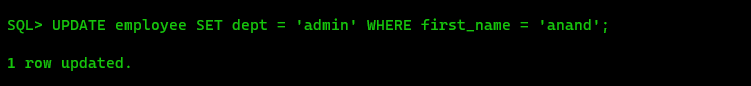 SQL> UPDATE employee SET dept = 'admin' WHERE first_name = 'anand';
1 row updated.